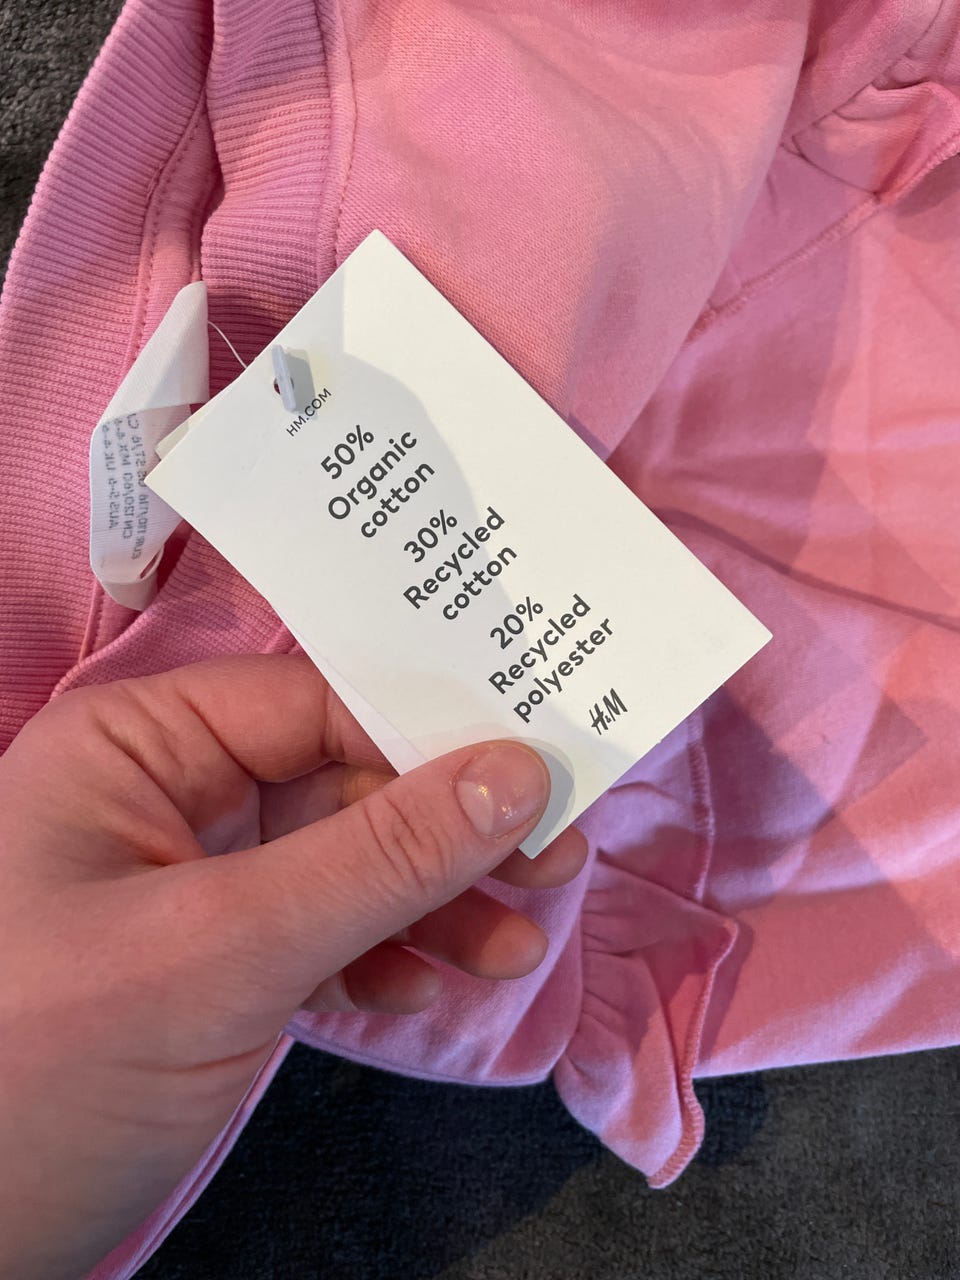 HM.COM
50%
Organic
cotton
30%
Recycled
cotton
20%
Recycled
polyester
H&M